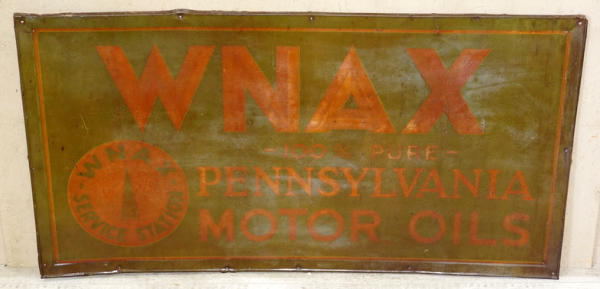 WNAX
-100% PURE-
PENNSYLVANIA
MOTOR OILS
WNAX
SERVICE STATION